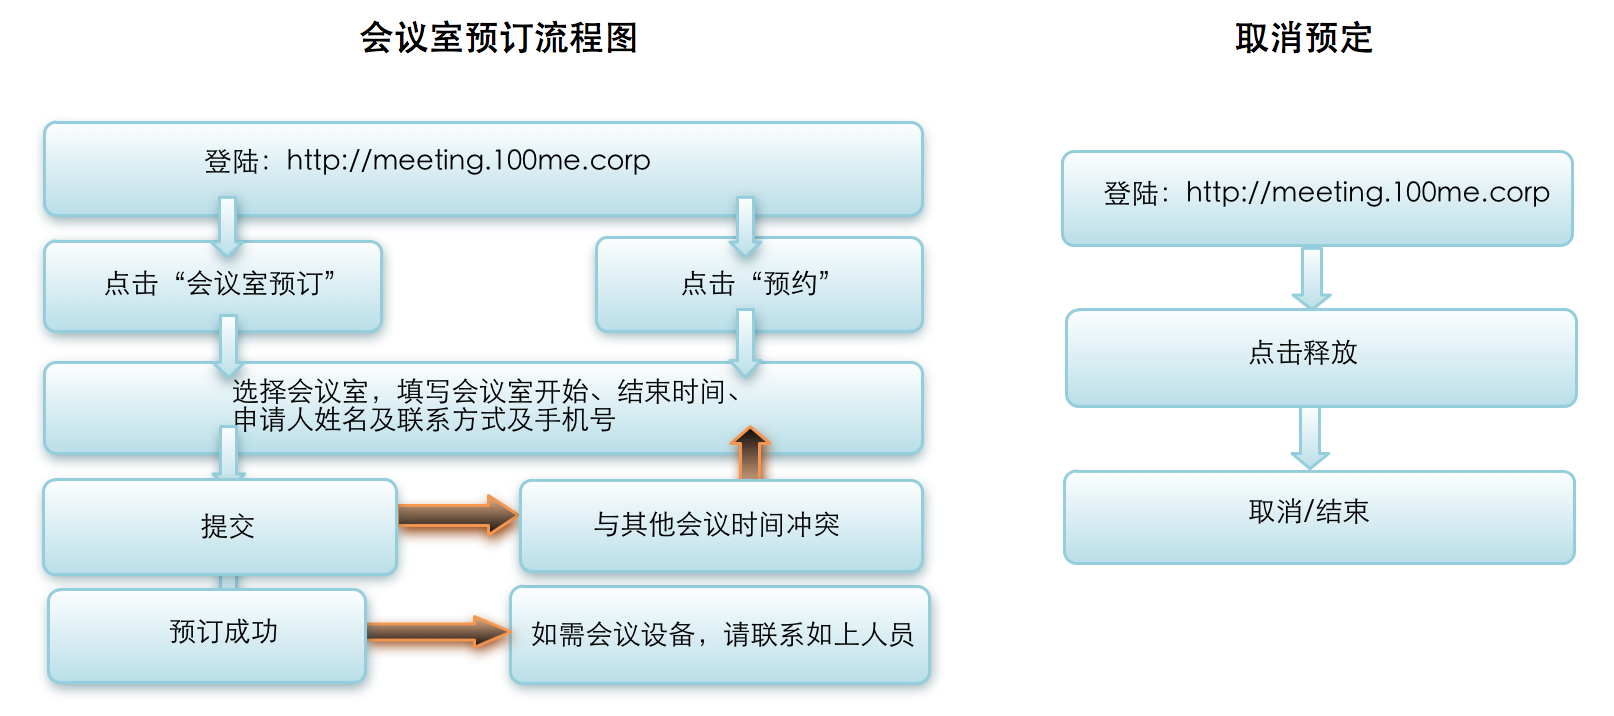 会议室预订流程图
登陆：http://meeting.100me.corp
点击“会议室预订”
点击“预约”
选择会议室，填写会议室开始、结束时间、
申请人姓名及联系方式及手机号
提交
与其他会议时间冲突
预订成功
如需会议设备，请联系如上人员
取消预定
登陆：http://meeting.100me.corp
点击释放
取消/结束